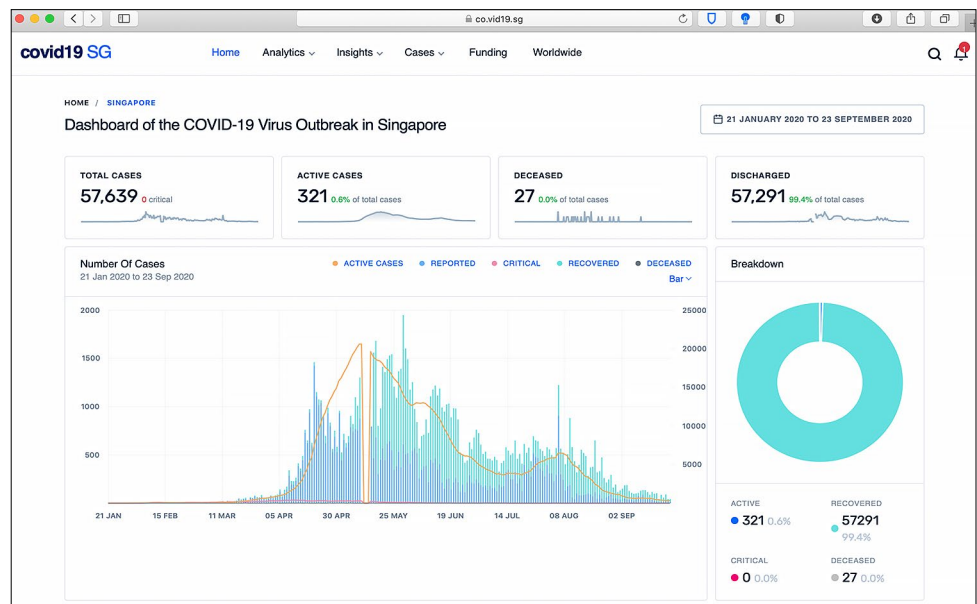 co.vid19.sg
covid19 SG
Home Analytics Insights Cases Funding Worldwide
1
HOME / SINGAPORE
Dashboard of the COVID-19 Virus Outbreak in Singapore
21 JANUARY 2020 TO 23 SEPTEMBER 2020
TOTAL CASES
57,639 0 critical
ACTIVE CASES
321 0.6% of total cases
DECEASED
27 0.0% of total cases
DISCHARGED
57,291 99.4% of total cases
Number Of Cases
21 Jan 2020 to 23 Sep 2020
ACTIVE CASES REPORTED CRITICAL RECOVERED DECEASED
Bar
2000
1500
1000
500
25000
20000
15000
10000
5000
21 JAN 15 FEB 11 MAR 05 APR 30 APR 25 MAY 19 JUN 14 JUL 08 AUG 02 SEP
Breakdown
ACTIVE
321 0.6%
RECOVERED
57291
99.4%
CRITICAL
0 0.0%
DECEASED
27 0.0%